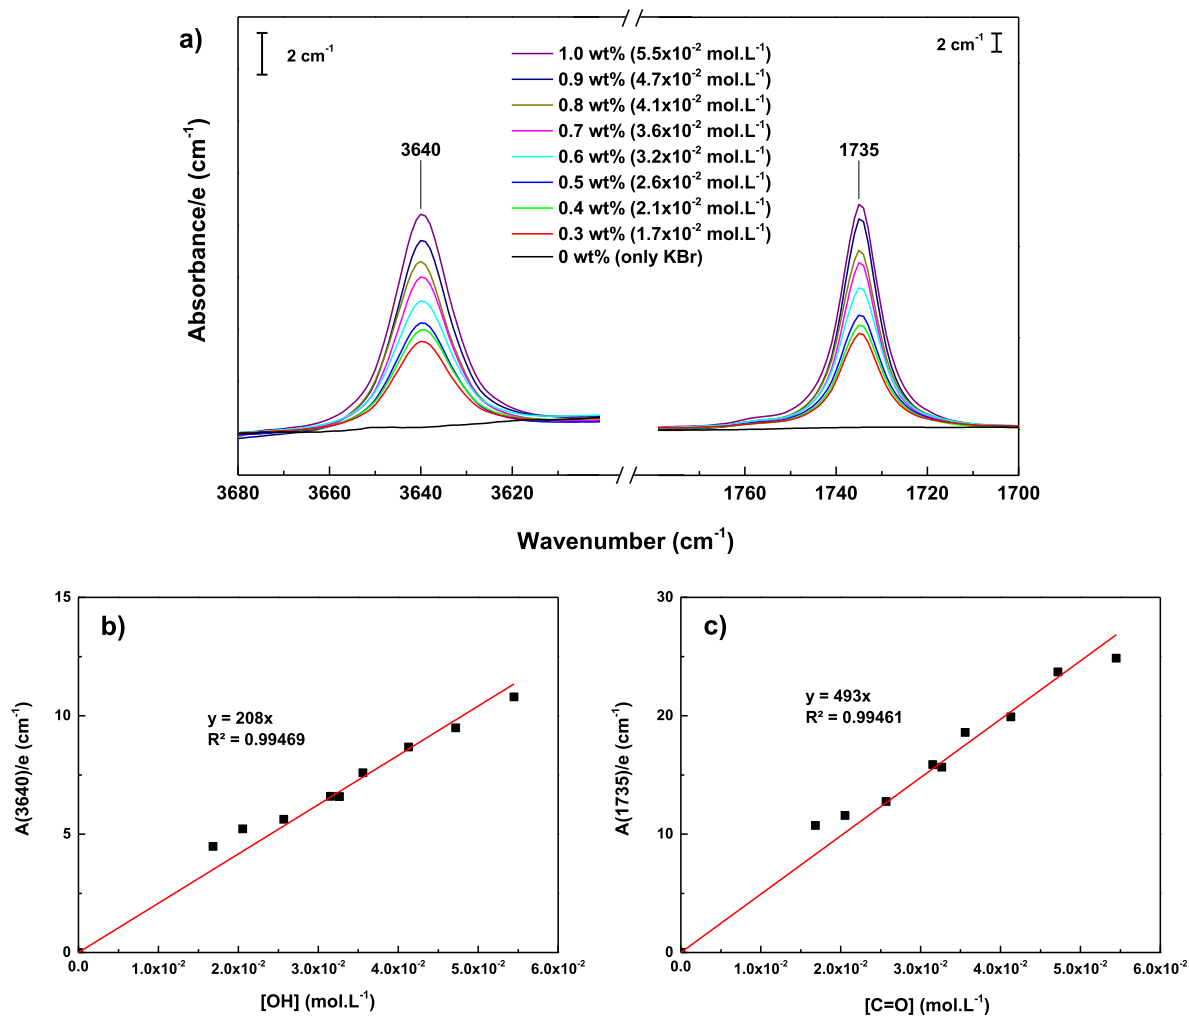 a)
2 cm⁻¹
2 cm⁻¹
1.0 wt% (5.5x10⁻² mol.L⁻¹)
0.9 wt% (4.7x10⁻² mol.L⁻¹)
0.8 wt% (4.1x10⁻² mol.L⁻¹)
0.7 wt% (3.6x10⁻² mol.L⁻¹)
0.6 wt% (3.2x10⁻² mol.L⁻¹)
0.5 wt% (2.6x10⁻² mol.L⁻¹)
0.4 wt% (2.1x10⁻² mol.L⁻¹)
0.3 wt% (1.7x10⁻² mol.L⁻¹)
0 wt% (only KBr)
3640
1735
Absorbance/e (cm⁻¹)
3680 3660 3640 3620 1760 1740 1720 1700
Wavenumber (cm⁻¹)
b)
y = 208x
R² = 0.99469
A(3640)/e (cm⁻¹)
15
10
5
0
0.0 1.0x10⁻² 2.0x10⁻² 3.0x10⁻² 4.0x10⁻² 5.0x10⁻² 6.0x10⁻²
[OH] (mol.L⁻¹)
c)
y = 493x
R² = 0.99461
A(1735)/e (cm⁻¹)
30
20
10
0
0.0 1.0x10⁻² 2.0x10⁻² 3.0x10⁻² 4.0x10⁻² 5.0x10⁻² 6.0x10⁻²
[C=O] (mol.L⁻¹)